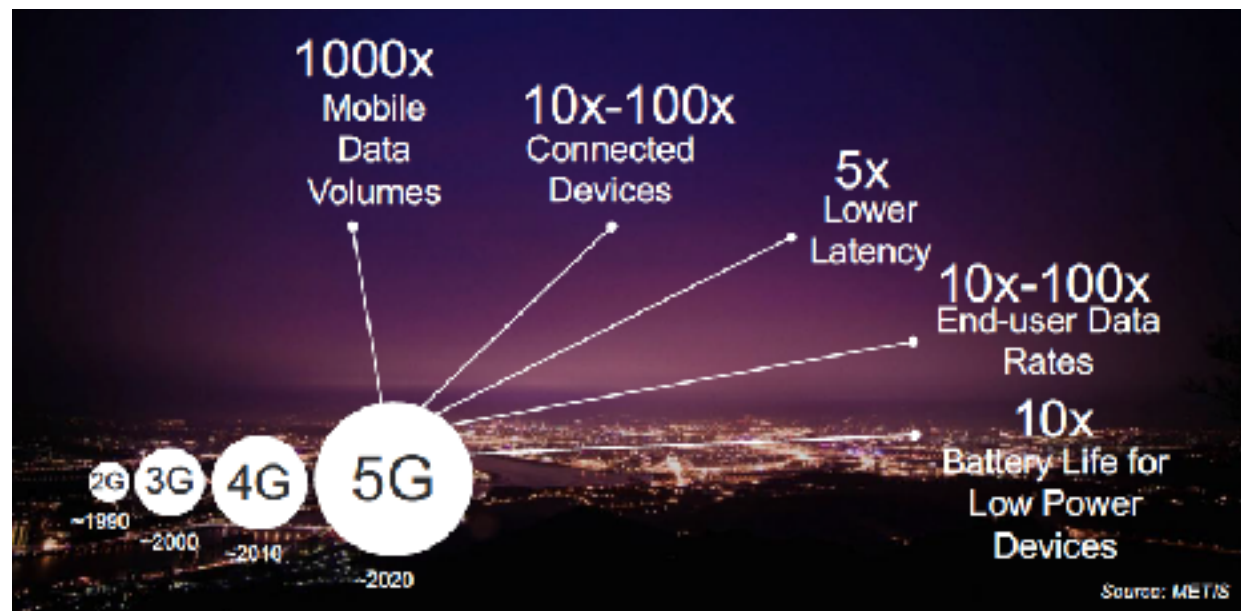 1000x
Mobile
Data
Volumes
10x-100x
Connected
Devices
5x
Lower
Latency
10x-100x
End-user Data
Rates
10x
Battery Life for
Low Power
Devices
2G
3G
4G
5G
~1990
~2000
~2010
~2020
Source: METIS